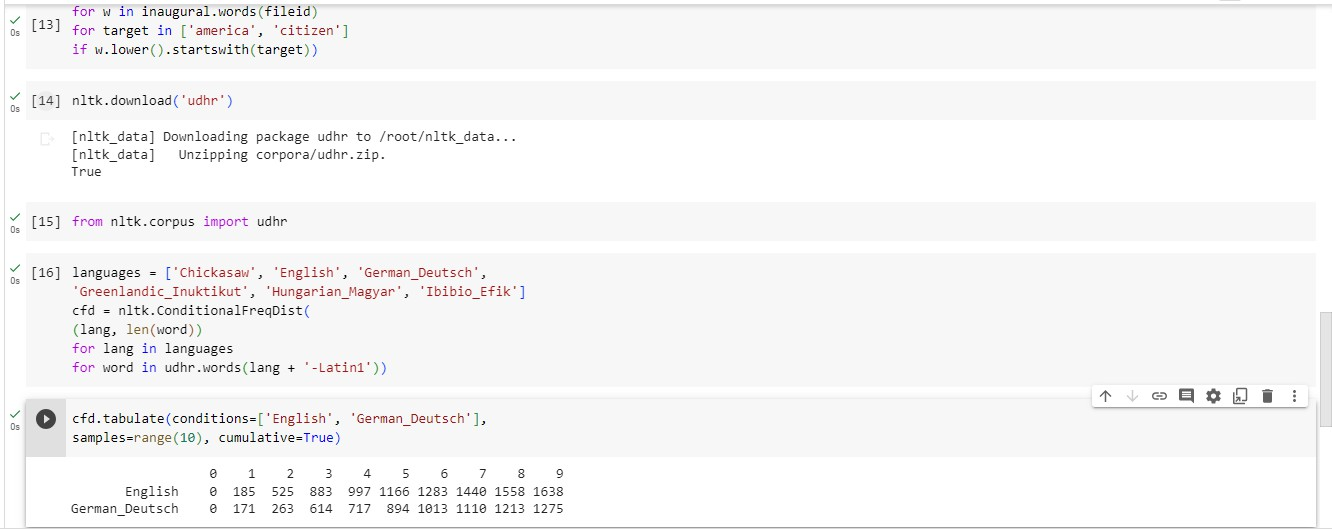 for w in inaugural.words(fileid)
[13] for target in ['america', 'citizen']
0s
if w.lower().startswith(target))
[14] nltk.download('udhr')
0s
[nltk_data] Downloading package udhr to /root/nltk_data...
[nltk_data]   Unzipping corpora/udhr.zip.
True
[15] from nltk.corpus import udhr
0s
[16] languages = ['Chickasaw', 'English', 'German_Deutsch',
0s
'Greenlandic_Inuktikut', 'Hungarian_Magyar', 'Ibibio_Efik']
cfd = nltk.ConditionalFreqDist(
(lang, len(word))
for lang in languages
for word in udhr.words(lang + '-Latin1'))
cfd.tabulate(conditions=['English', 'German_Deutsch'],
0s
samples=range(10), cumulative=True)
0 1 2 3 4 5 6 7 8 9
English 0 185 525 883 997 1166 1283 1440 1558 1638
German_Deutsch 0 171 263 614 717 894 1013 1110 1213 1275